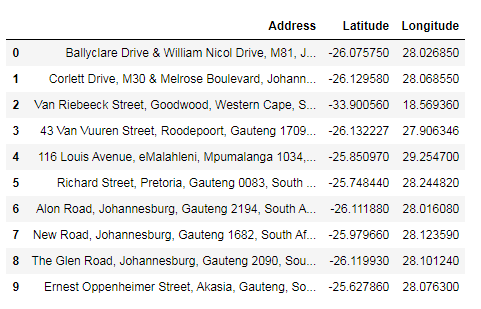 Address Latitude Longitude
0 Ballyclare Drive & William Nicol Drive, M81, J... -26.075750 28.026850
1 Corlett Drive, M30 & Melrose Boulevard, Johann... -26.129580 28.068550
2 Van Riebeeck Street, Goodwood, Western Cape, S... -33.900560 18.569360
3 43 Van Vuuren Street, Roodepoort, Gauteng 1709... -26.132227 27.906346
4 116 Louis Avenue, eMalahleni, Mpumalanga 1034,... -25.850970 29.254700
5 Richard Street, Pretoria, Gauteng 0083, South ... -25.748440 28.244820
6 Alon Road, Johannesburg, Gauteng 2194, South A... -26.111880 28.016080
7 New Road, Johannesburg, Gauteng 1682, South Af... -25.979660 28.123590
8 The Glen Road, Johannesburg, Gauteng 2090, Sou... -26.119930 28.101240
9 Ernest Oppenheimer Street, Akasia, Gauteng, So... -25.627860 28.076300